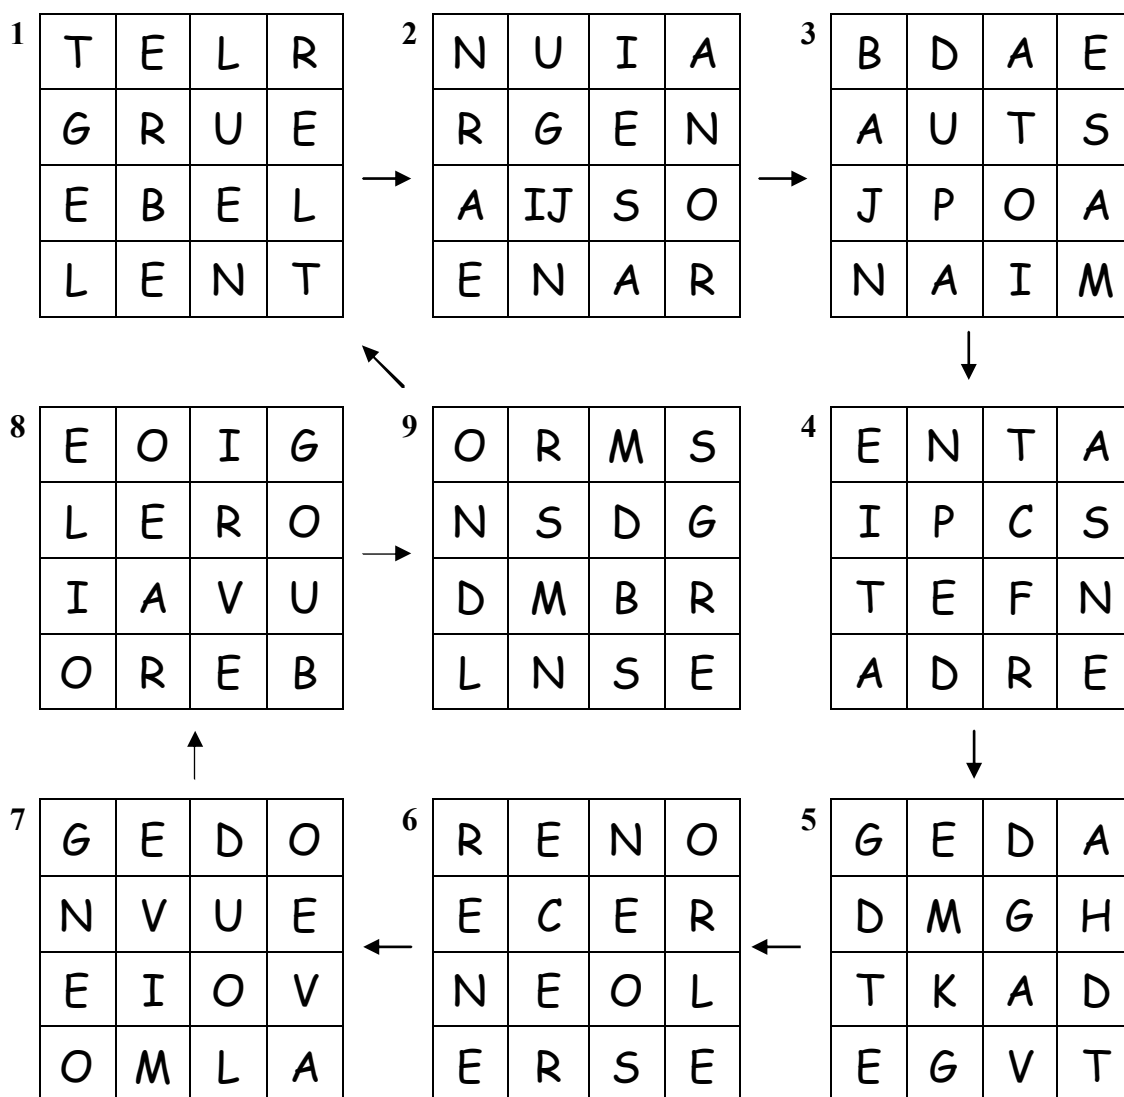 1 T E L R 2 N U I A 3 B D A E
G R U E R G E N A U T S
E B E L A IJ S O J P O A
L E N T E N A R N A I M
8 E O I G 9 O R M S 4 E N T A
L E R O N S D G I P C S
I A V U D M B R T E F N
O R E B L N S E A D R E
7 G E D O 6 R E N O 5 G E D A
N V U E E C E R D M G H
E I O V N E O L T K A D
O M L A E R S E E G V T